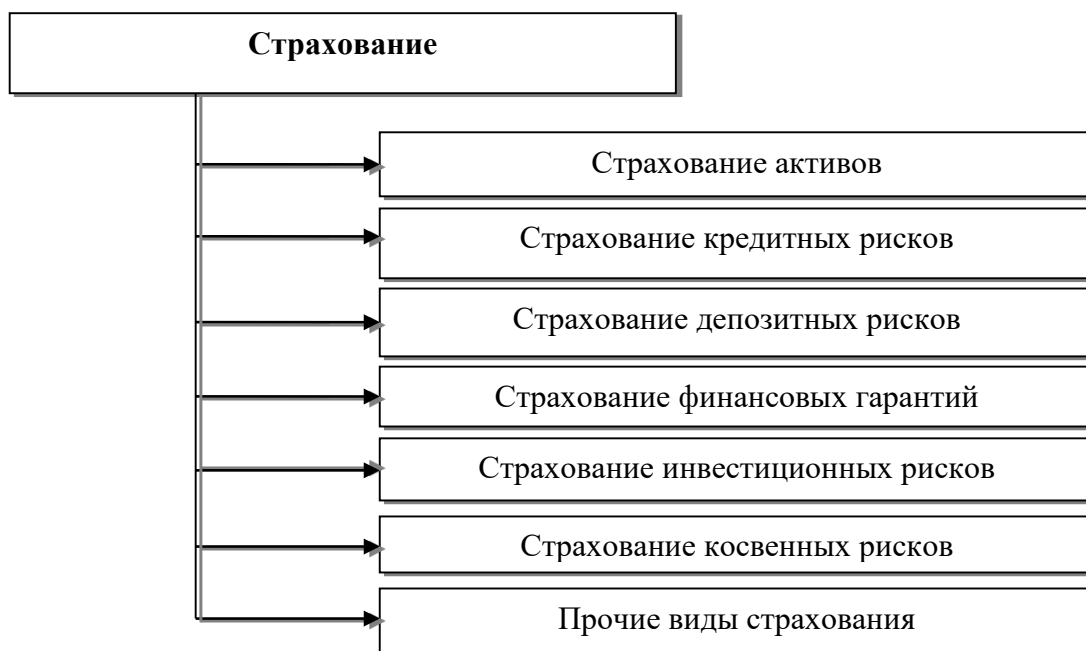 Страхование
Страхование активов
Страхование кредитных рисков
Страхование депозитных рисков
Страхование финансовых гарантий
Страхование инвестиционных рисков
Страхование косвенных рисков
Прочие виды страхования